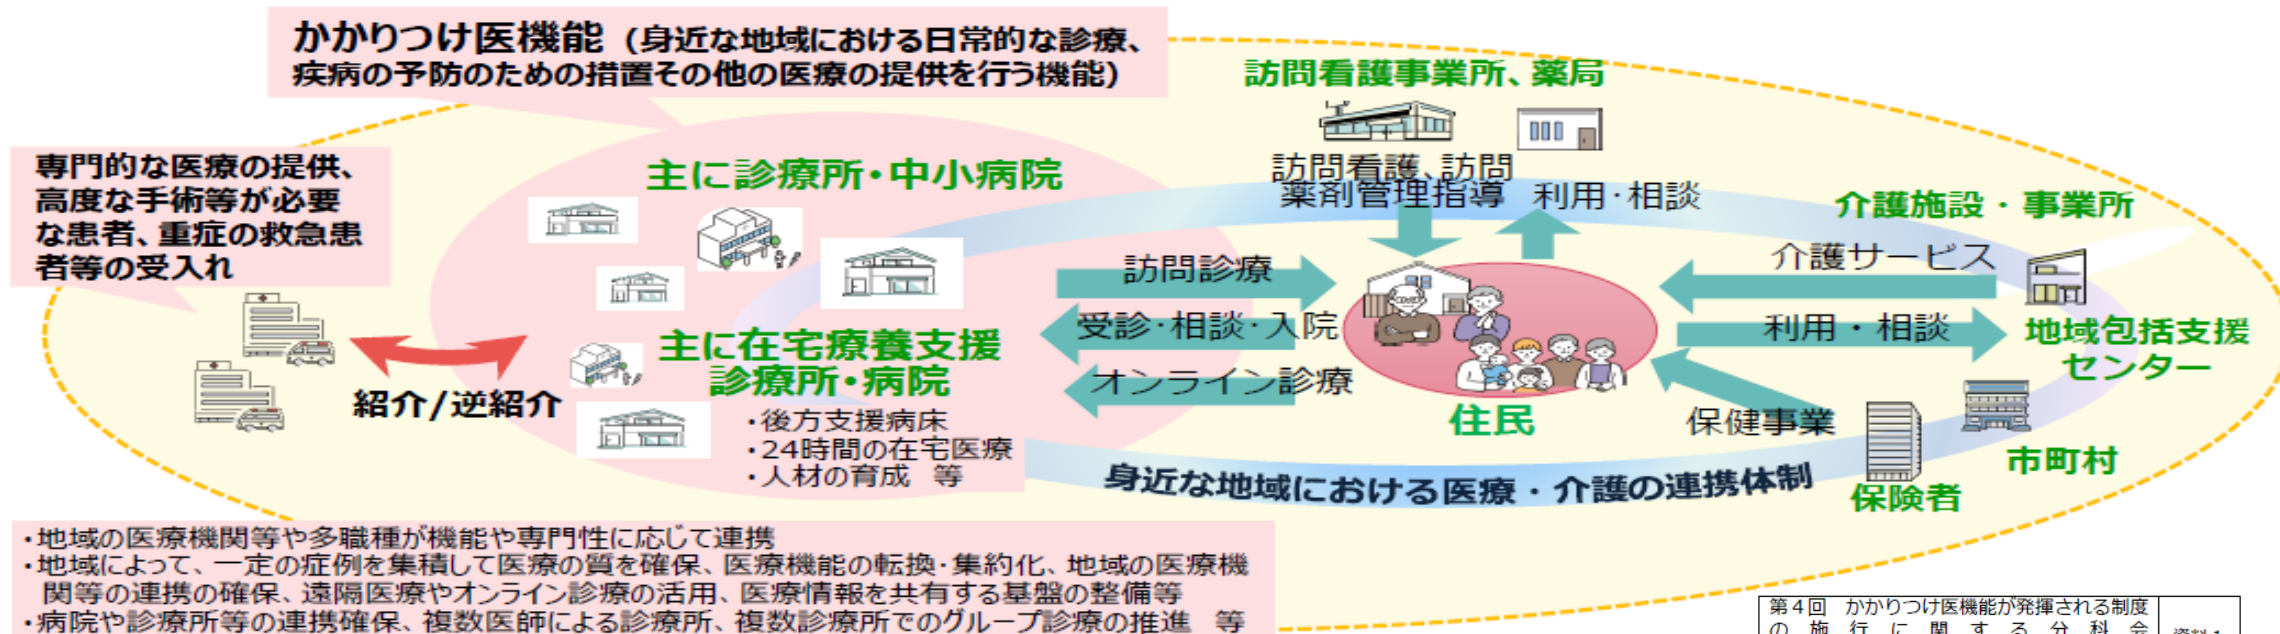 かかりつけ医機能（身近な地域における日常的な診療、
疾病の予防のための措置その他の医療の提供を行う機能）
専門的な医療の提供、
高度な手術等が必要
な患者、重症の救急患
者等の受入れ
紹介/逆紹介
主に診療所・中小病院
主に在宅療養支援
診療所・病院
・後方支援病床
・24時間の在宅医療
・人材の育成 等
訪問看護事業所、薬局
訪問看護、訪問
薬剤管理指導
利用・相談
訪問診療
受診・相談・入院
オンライン診療
住民
介護施設・事業所
介護サービス
利用・相談
地域包括支援
センター
保健事業
市町村
保険者
身近な地域における医療・介護の連携体制
・地域の医療機関等や多職種が機能や専門性に応じて連携
・地域によって、一定の症例を集積して医療の質を確保、医療機能の転換・集約化、地域の医療機
関等の連携の確保、遠隔医療やオンライン診療の活用、医療情報を共有する基盤の整備等
・病院や診療所等の連携確保、複数医師による診療所、複数診療所でのグループ診療の推進 等
第４回 かかりつけ医機能が発揮される制度
の施行に関する分科会
資料１